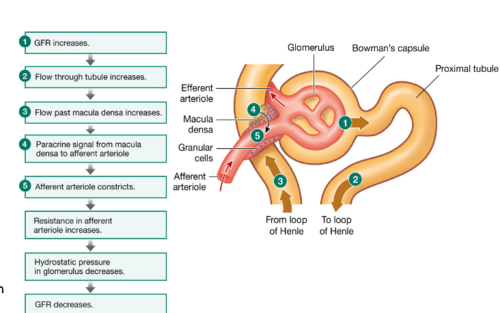 1 GFR increases.
2 Flow through tubule increases.
3 Flow past macula densa increases.
4 Paracrine signal from macula
densa to afferent arteriole
5 Afferent arteriole constricts.
Resistance in afferent
arteriole increases.
Hydrostatic pressure
in glomerulus decreases.
GFR decreases.
n
Glomerulus
Bowman's capsule
Proximal tubule
Efferent
arteriole
Macula
densa
Granular
cells
Afferent
arteriole
4
5
1
3
2
From loop
of Henle
To loop
of Henle